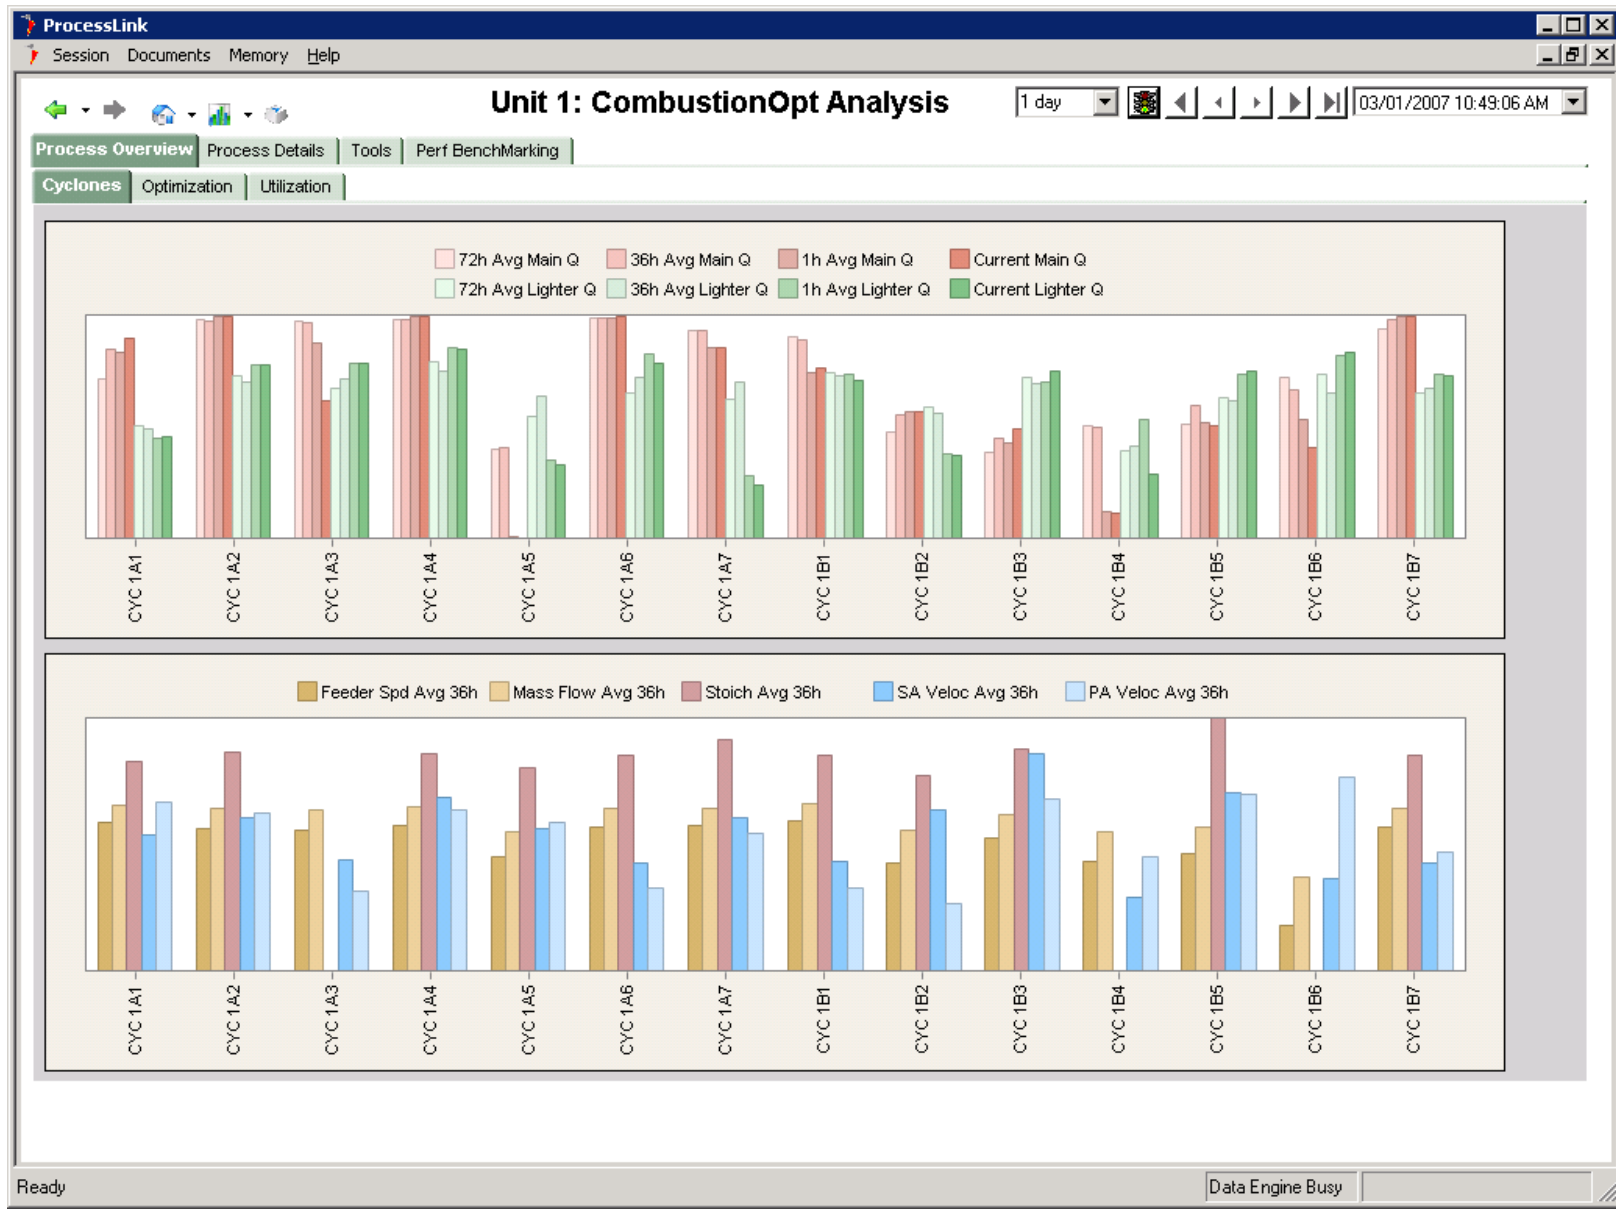 ProcessLink
Session Documents Memory Help
Unit 1: CombustionOpt Analysis
1 day
03/01/2007 10:49:06 AM
Process Overview Process Details Tools Perf BenchMarking
Cyclones Optimization Utilization
72h Avg Main Q 36h Avg Main Q 1h Avg Main Q Current Main Q
72h Avg Lighter Q 36h Avg Lighter Q 1h Avg Lighter Q Current Lighter Q
CYC 1A1 CYC 1A2 CYC 1A3 CYC 1A4 CYC 1A5 CYC 1A6 CYC 1A7 CYC 1B1 CYC 1B2 CYC 1B3 CYC 1B4 CYC 1B5 CYC 1B6 CYC 1B7
Feeder Spd Avg 36h Mass Flow Avg 36h Stoich Avg 36h SA Veloc Avg 36h PA Veloc Avg 36h
CYC 1A1 CYC 1A2 CYC 1A3 CYC 1A4 CYC 1A5 CYC 1A6 CYC 1A7 CYC 1B1 CYC 1B2 CYC 1B3 CYC 1B4 CYC 1B5 CYC 1B6 CYC 1B7
Ready
Data Engine Busy